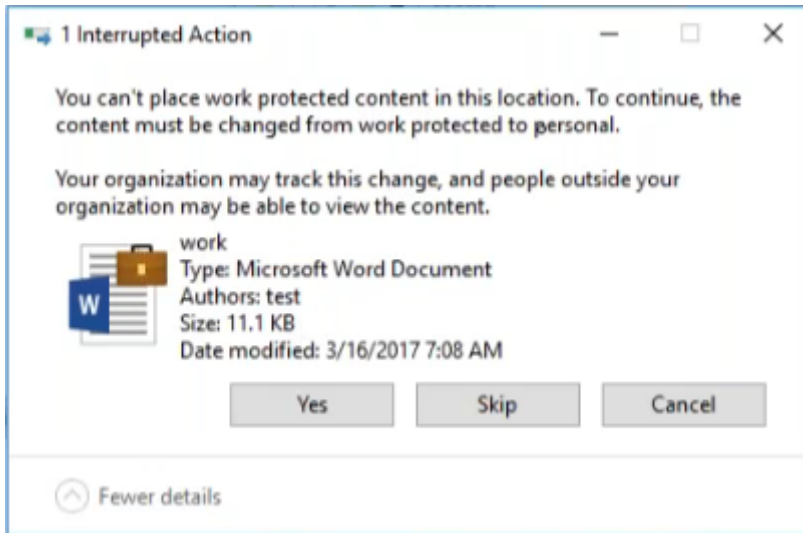 1 Interrupted Action
You can't place work protected content in this location. To continue, the
content must be changed from work protected to personal.
Your organization may track this change, and people outside your
organization may be able to view the content.
work
Type: Microsoft Word Document
Authors: test
Size: 11.1 KB
Date modified: 3/16/2017 7:08 AM
W
Yes Skip Cancel
Fewer details